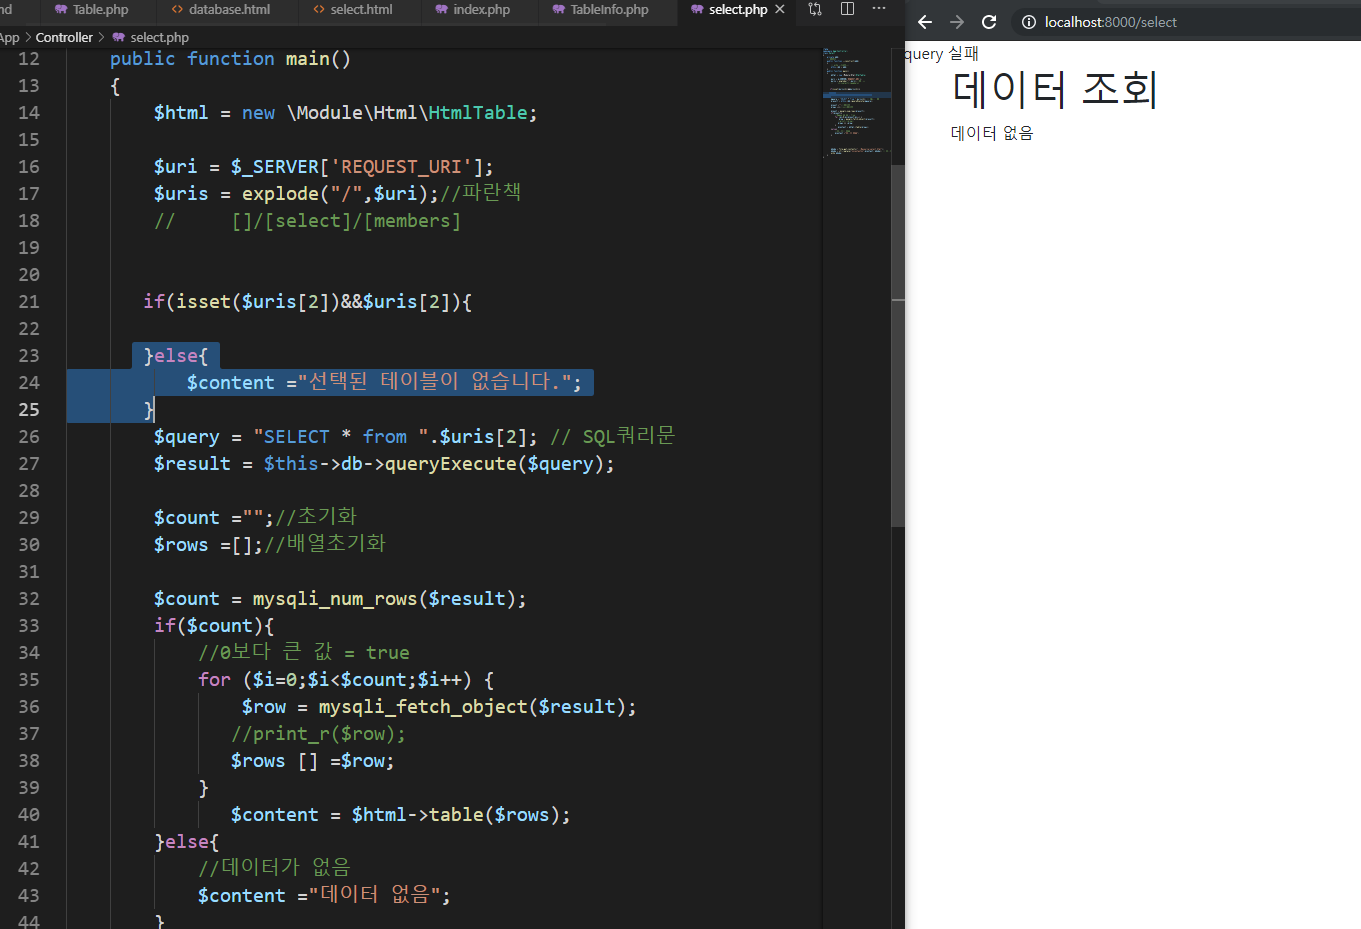 nd Table.php <> database.html <> select.html index.php TableInfo.php select.php × ···
App > Controller > select.php
12 public function main()
13 {
14 $html = new \Module\Html\HtmlTable;
15
16 $uri = $_SERVER['REQUEST_URI'];
17 $uris = explode("/",$uri);//파란책
18 // []/[select]/[members]
19
20
21 if(isset($uris[2])&&$uris[2]){
22
23 }else{
24 $content ="선택된 테이블이 없습니다.";
25 }
26 $query = "SELECT * from ".$uris[2]; // SQL쿼리문
27 $result = $this->db->queryExecute($query);
28
29 $count ="";//초기화
30 $rows =[];//배열초기화
31
32 $count = mysqli_num_rows($result);
33 if($count){
34 //0보다 큰 값 = true
35 for ($i=0;$i<$count;$i++) {
36 $row = mysqli_fetch_object($result);
37 //print_r($row);
38 $rows [] =$row;
39 }
40 $content = $html->table($rows);
41 }else{
42 //데이터가 없음
43 $content ="데이터 없음";
44 }
localhost:8000/select
query 실패
데이터 조회
데이터 없음